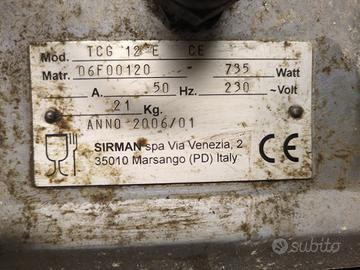 Mod. TCG 12 E CE
Matr. 06F00120 - 735 Watt
A. 50 Hz. 230 ~Volt
21 Kg.
ANNO 2006/01
SIRMAN spa Via Venezia, 2
35010 Marsango (PD) Italy
CE
subito